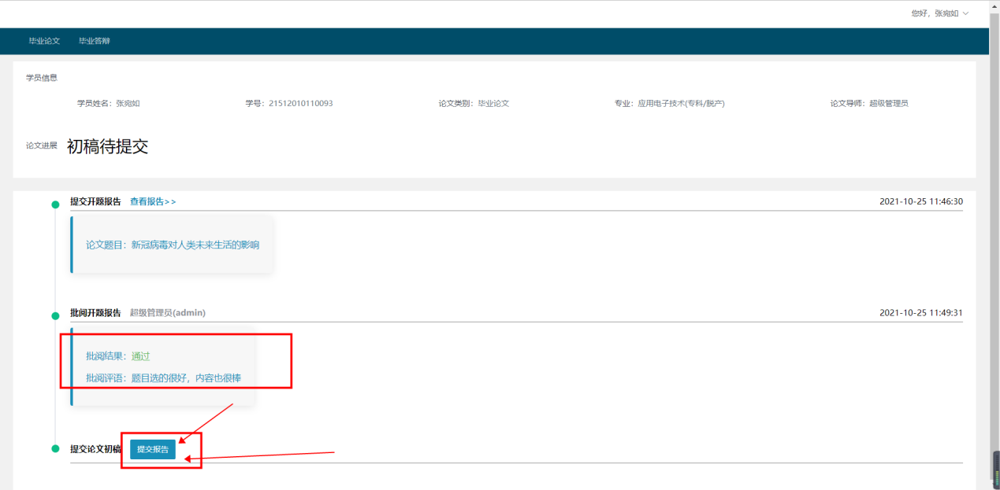 您好，张宛如
毕业论文 毕业答辩
学员信息
学员姓名：张宛如 学号：21512010110093 论文类别：毕业论文 专业：应用电子技术(专科/脱产) 论文导师：超级管理员
论文进展 初稿待提交
提交开题报告 查看报告>> 2021-10-25 11:46:30
论文题目：新冠病毒对人类未来生活的影响
批阅开题报告 超级管理员(admin) 2021-10-25 11:49:31
批阅结果：通过
批阅评语：题目选的很好，内容也很棒
提交论文初稿 提交报告